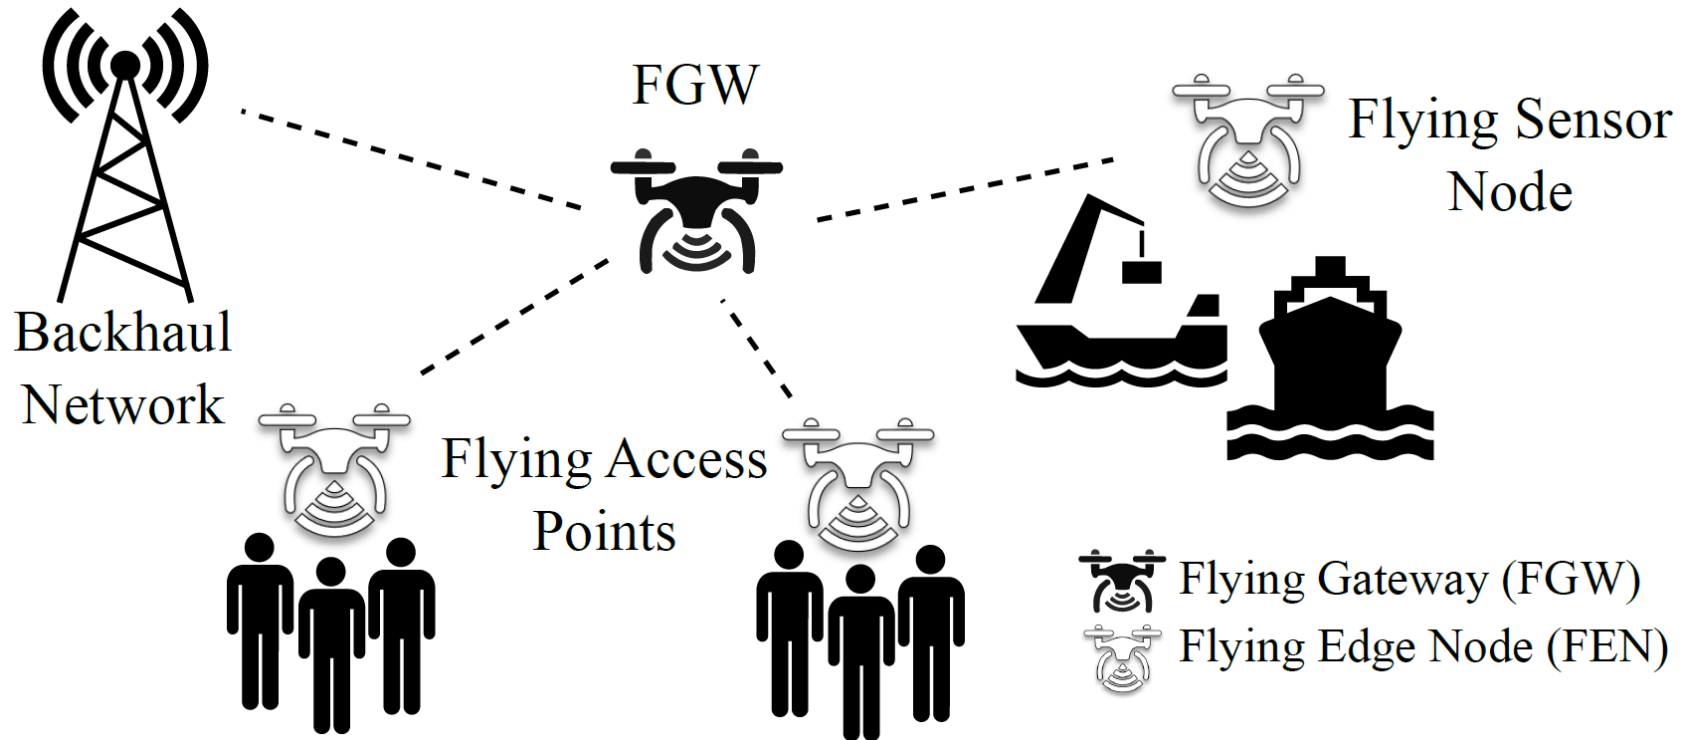 FGW
Flying Sensor
Node
Backhaul
Network
Flying Access
Points
Flying Gateway (FGW)
Flying Edge Node (FEN)